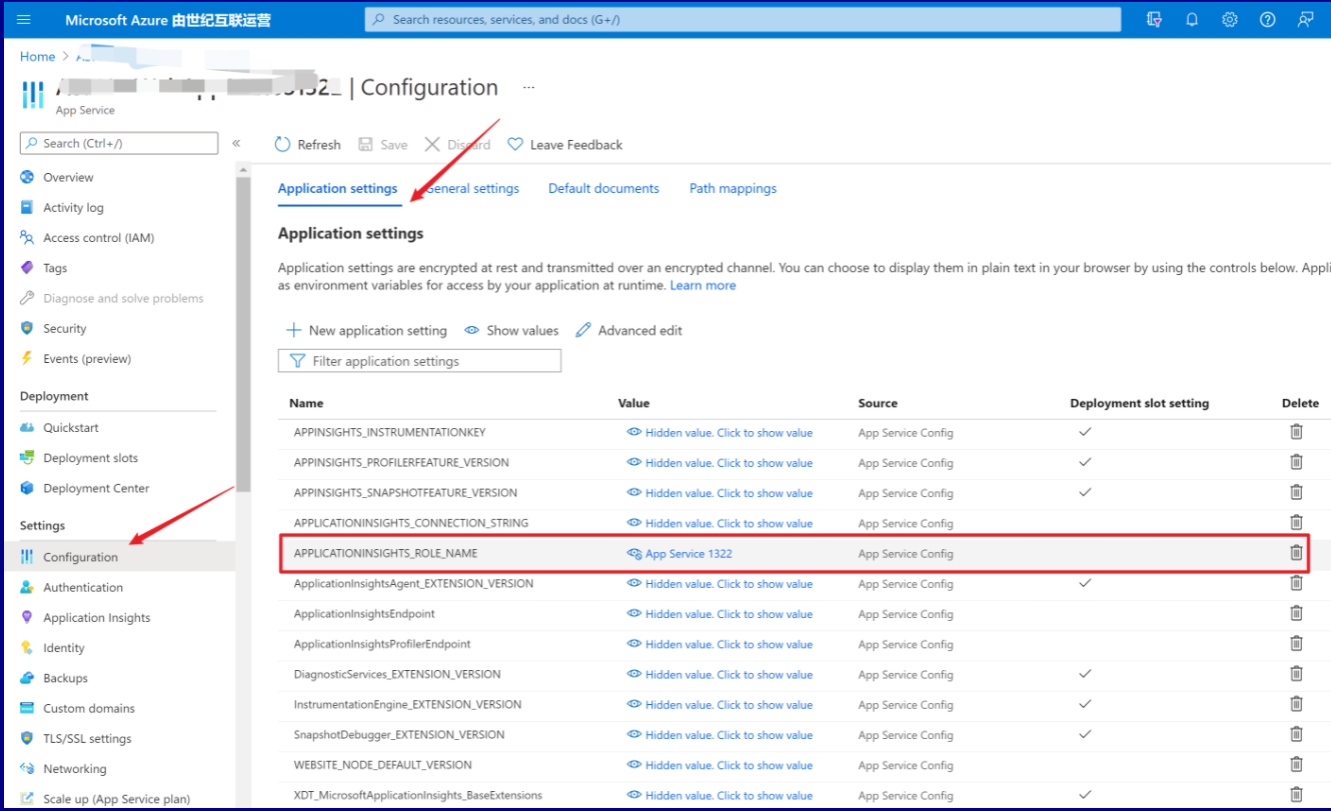 Microsoft Azure 由世纪互联运营
Search resources, services, and docs (G+/)
Home >
| Configuration ...
App Service
Search (Ctrl+/)
«
Refresh
Save
Discard
Leave Feedback
Overview
Activity log
Access control (IAM)
Tags
Diagnose and solve problems
Security
Events (preview)
Deployment
Quickstart
Deployment slots
Deployment Center
Settings
Configuration
Authentication
Application Insights
Identity
Backups
Custom domains
TLS/SSL settings
Networking
Scale up (App Service plan)
Application settings General settings Default documents Path mappings
Application settings
Application settings are encrypted at rest and transmitted over an encrypted channel. You can choose to display them in plain text in your browser by using the controls below. Appli
as environment variables for access by your application at runtime. Learn more
New application setting Show values Advanced edit
Filter application settings
Name Value Source Deployment slot setting Delete
APPINSIGHTS_INSTRUMENTATIONKEY Hidden value. Click to show value App Service Config
APPINSIGHTS_PROFILERFEATURE_VERSION Hidden value. Click to show value App Service Config
APPINSIGHTS_SNAPSHOTFEATURE_VERSION Hidden value. Click to show value App Service Config
APPLICATIONINSIGHTS_CONNECTION_STRING Hidden value. Click to show value App Service Config
APPLICATIONINSIGHTS_ROLE_NAME App Service 1322 App Service Config
ApplicationInsightsAgent_EXTENSION_VERSION Hidden value. Click to show value App Service Config
ApplicationInsightsEndpoint Hidden value. Click to show value App Service Config
ApplicationInsightsProfilerEndpoint Hidden value. Click to show value App Service Config
DiagnosticServices_EXTENSION_VERSION Hidden value. Click to show value App Service Config
InstrumentationEngine_EXTENSION_VERSION Hidden value. Click to show value App Service Config
SnapshotDebugger_EXTENSION_VERSION Hidden value. Click to show value App Service Config
WEBSITE_NODE_DEFAULT_VERSION Hidden value. Click to show value App Service Config
XDT_MicrosoftApplicationInsights_BaseExtensions Hidden value. Click to show value App Service Config